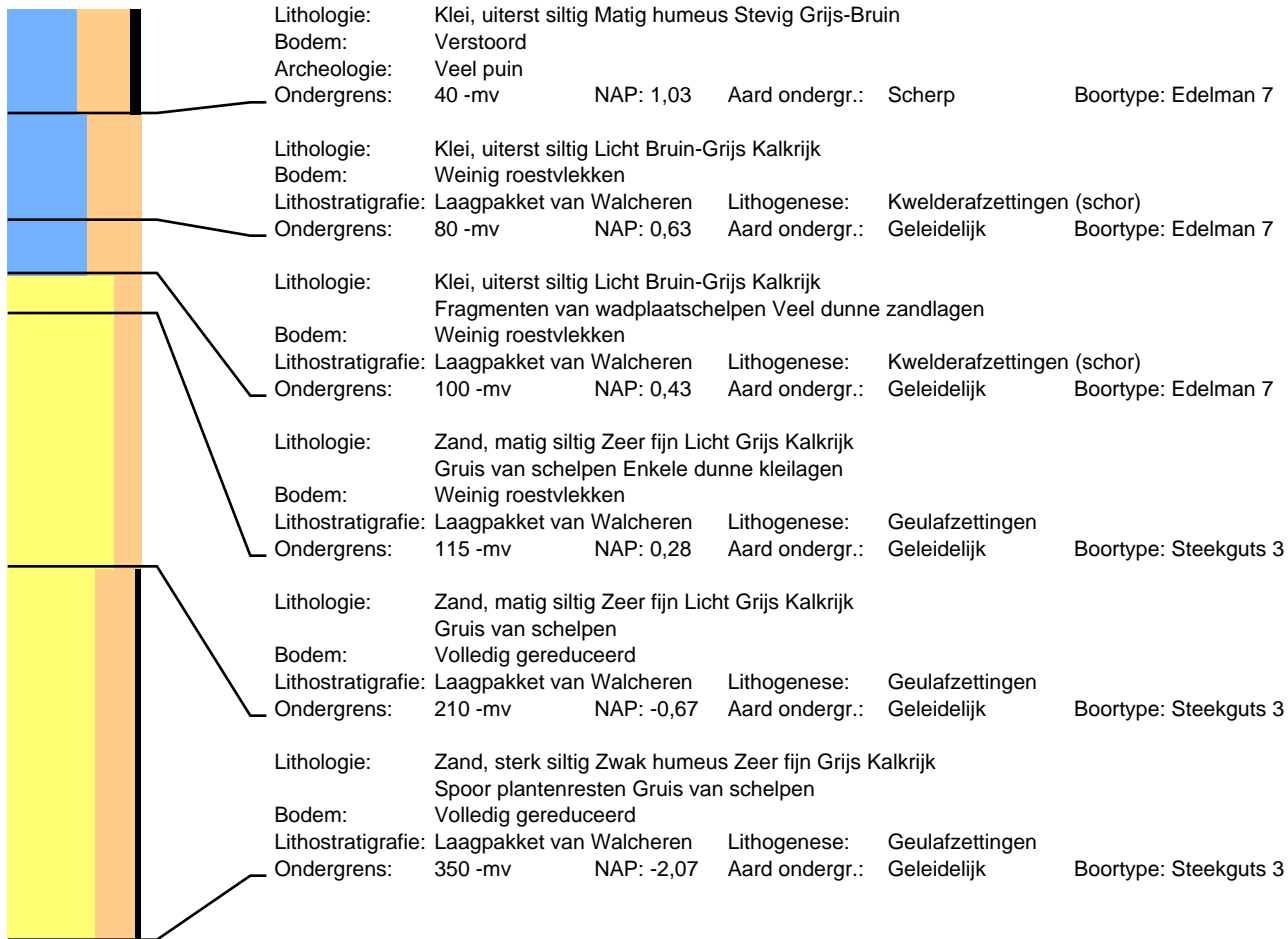 Lithologie: Klei, uiterst siltig Matig humeus Stevig Grijs-Bruin
Bodem: Verstoord
Archeologie: Veel puin
Ondergrens: 40 -mv NAP: 1,03 Aard ondergr.: Scherp Boortype: Edelman 7
Lithologie: Klei, uiterst siltig Licht Bruin-Grijs Kalkrijk
Bodem: Weinig roestvlekken
Lithostratigrafie: Laagpakket van Walcheren Lithogenese: Kwelderafzettingen (schor)
Ondergrens: 80 -mv NAP: 0,63 Aard ondergr.: Geleidelijk Boortype: Edelman 7
Lithologie: Klei, uiterst siltig Licht Bruin-Grijs Kalkrijk
Fragmenten van wadplaatschelpen Veel dunne zandlagen
Bodem: Weinig roestvlekken
Lithostratigrafie: Laagpakket van Walcheren Lithogenese: Kwelderafzettingen (schor)
Ondergrens: 100 -mv NAP: 0,43 Aard ondergr.: Geleidelijk Boortype: Edelman 7
Lithologie: Zand, matig siltig Zeer fijn Licht Grijs Kalkrijk
Gruis van schelpen Enkele dunne kleilagen
Bodem: Weinig roestvlekken
Lithostratigrafie: Laagpakket van Walcheren Lithogenese: Geulafzettingen
Ondergrens: 115 -mv NAP: 0,28 Aard ondergr.: Geleidelijk Boortype: Steekguts 3
Lithologie: Zand, matig siltig Zeer fijn Licht Grijs Kalkrijk
Gruis van schelpen
Bodem: Volledig gereduceerd
Lithostratigrafie: Laagpakket van Walcheren Lithogenese: Geulafzettingen
Ondergrens: 210 -mv NAP: -0,67 Aard ondergr.: Geleidelijk Boortype: Steekguts 3
Lithologie: Zand, sterk siltig Zwak humeus Zeer fijn Grijs Kalkrijk
Spoor plantenresten Gruis van schelpen
Bodem: Volledig gereduceerd
Lithostratigrafie: Laagpakket van Walcheren Lithogenese: Geulafzettingen
Ondergrens: 350 -mv NAP: -2,07 Aard ondergr.: Geleidelijk Boortype: Steekguts 3